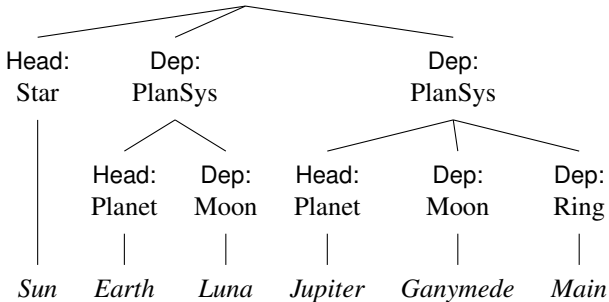 Head: Dep: Dep:
Star PlanSys PlanSys
Head: Dep: Head: Dep: Dep:
Planet Moon Planet Moon Ring
Sun Earth Luna Jupiter Ganymede Main